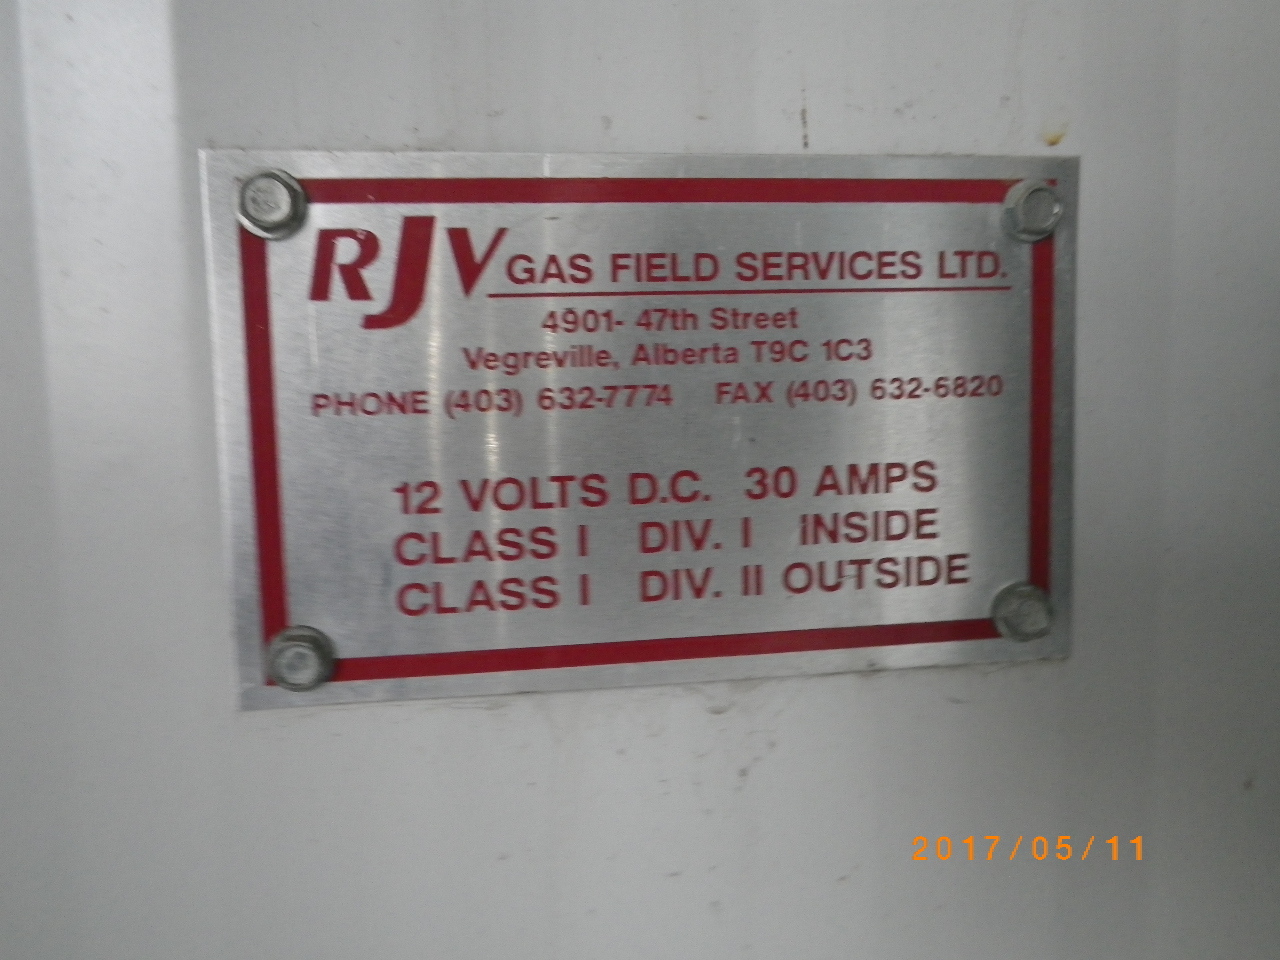 RJV GAS FIELD SERVICES LTD.
4901- 47th Street
Vegreville, Alberta T9C 1C3
PHONE (403) 632-7774 FAX (403) 632-6820
12 VOLTS D.C. 30 AMPS
CLASS I DIV. I INSIDE
CLASS I DIV. II OUTSIDE
2017/05/11